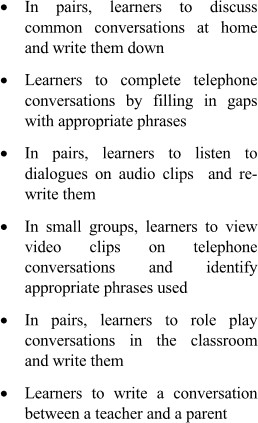 • In pairs, learners to discuss
common conversations at home
and write them down
• Learners to complete telephone
conversations by filling in gaps
with appropriate phrases
• In pairs, learners to listen to
dialogues on audio clips and re-
write them
• In small groups, learners to view
video clips on telephone
conversations and identify
appropriate phrases used
• In pairs, learners to role play
conversations in the classroom
and write them
• Learners to write a conversation
between a teacher and a parent